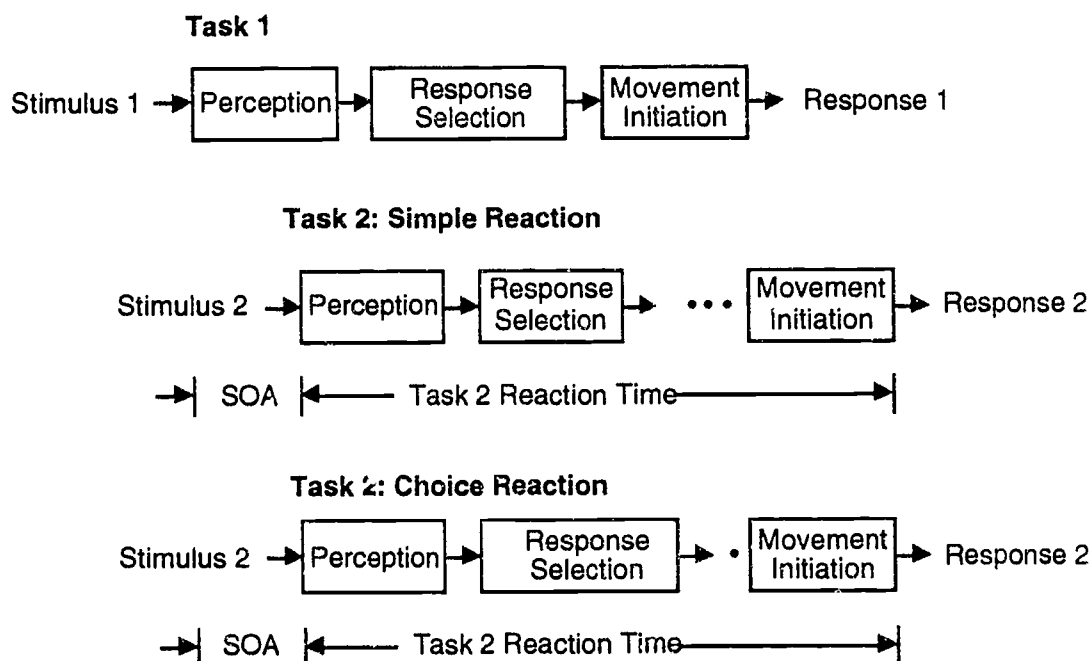 Task 1
Stimulus 1 Perception Response Selection Movement Initiation Response 1
Task 2: Simple Reaction
Stimulus 2 Perception Response Selection ... Movement Initiation Response 2
SOA Task 2 Reaction Time
Task 2: Choice Reaction
Stimulus 2 Perception Response Selection . Movement Initiation Response 2
SOA Task 2 Reaction Time